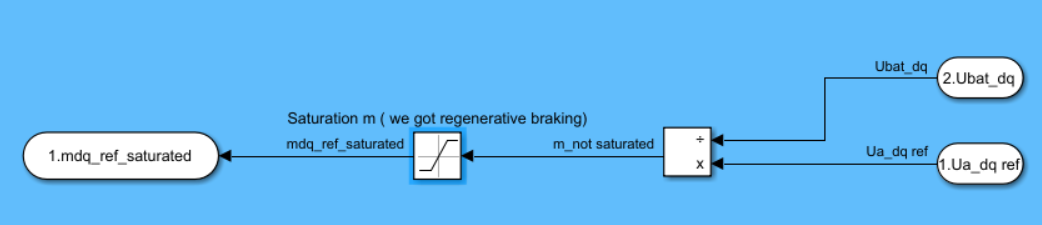 Ubat_dq
2.Ubat_dq
Saturation m ( we got regenerative braking)
mdq_ref_saturated
m_not saturated
÷
x
Ua_dq ref
1.Ua_dq ref
1.mdq_ref_saturated